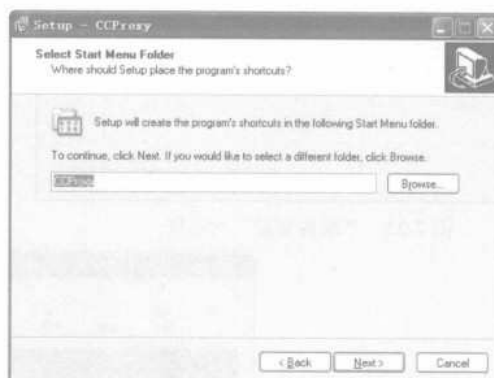 Setup - CCProxy
Select Start Menu Folder
Where should Setup place the program's shortcuts?
Setup will create the program's shortcuts in the following Start Menu folder.
To continue, click Next. If you would like to select a different folder, click Browse.
CCProxy
Browse...
< Back
Next >
Cancel